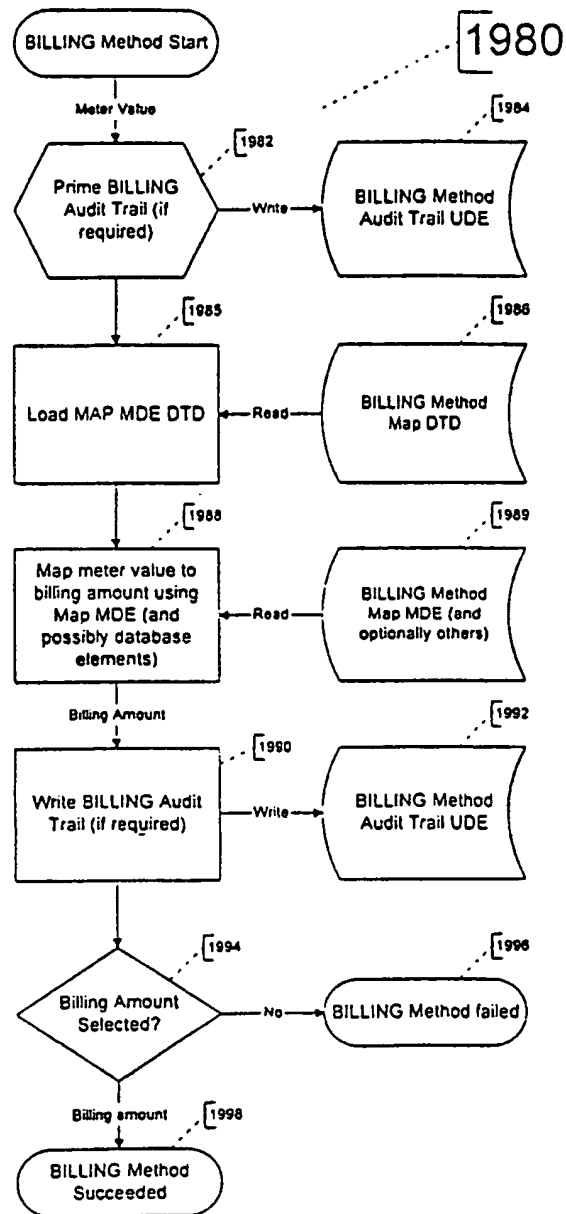 BILLING Method Start
1980
Meter Value
1982
1984
Prime BILLING
Audit Trail (if
required)
Write
BILLING Method
Audit Trail UDE
1985
1986
Load MAP MDE DTD
Read
BILLING Method
Map DTD
1988
1989
Map meter value to
billing amount using
Map MDE (and
possibly database
elements)
Read
BILLING Method
Map MDE (and
optionally others)
Billing Amount
1990
1992
Write BILLING Audit
Trail (if required)
Write
BILLING Method
Audit Trail UDE
1994
1996
Billing Amount
Selected?
No
BILLING Method failed
Billing amount
1998
BILLING Method
Succeeded